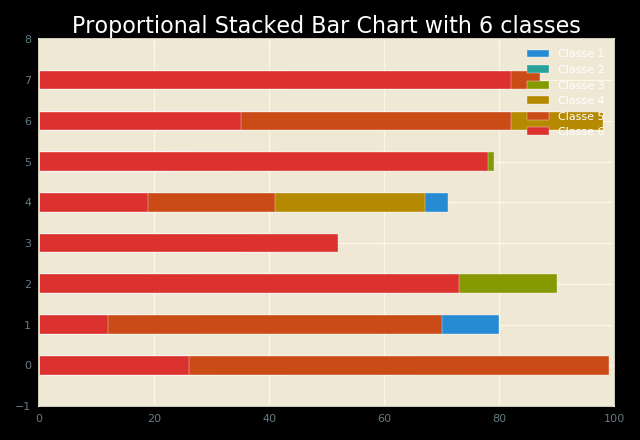 Proportional Stacked Bar Chart with 6 classes
8
7
6
5
4
3
2
1
0
−1
0 20 40 60 80 100
Classe 1
Classe 2
Classe 3
Classe 4
Classe 5
Classe 6